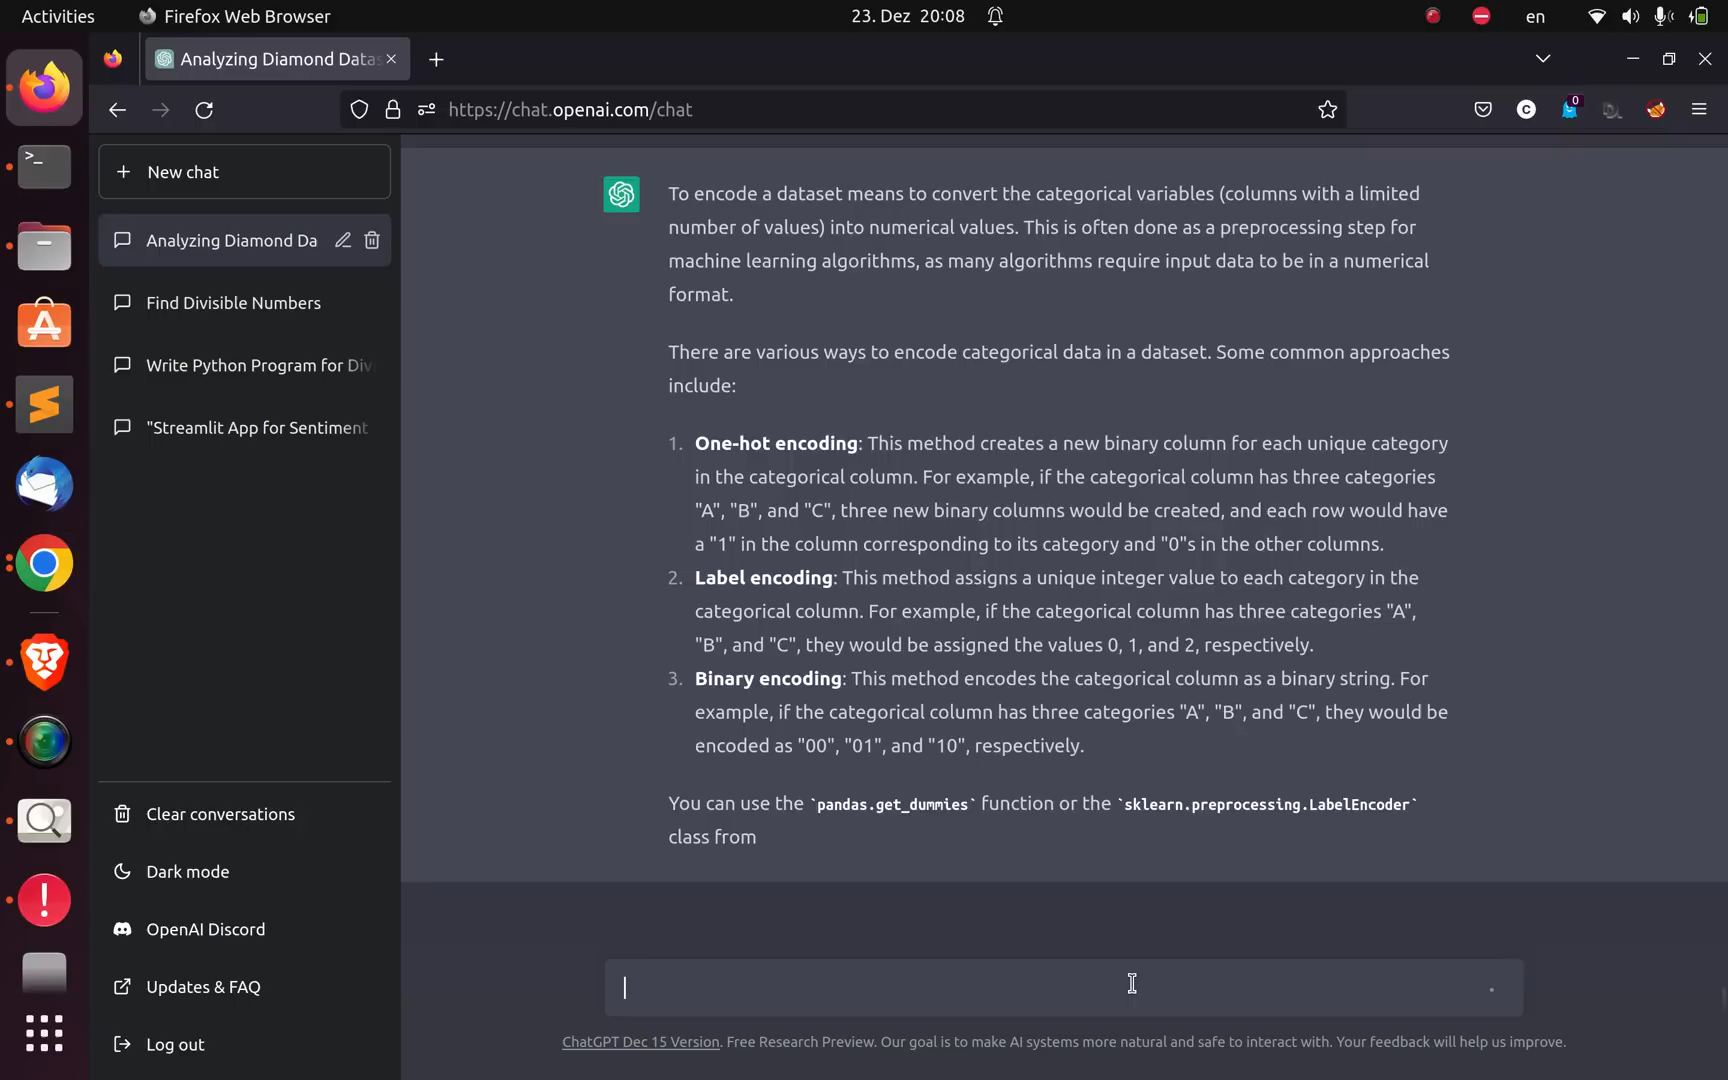 Activities
Firefox Web Browser
23. Dez 20:08
en
Analyzing Diamond Datas
https://chat.openai.com/chat
0
New chat
Analyzing Diamond Da
Find Divisible Numbers
Write Python Program for Div
"Streamlit App for Sentiment
Clear conversations
Dark mode
OpenAI Discord
Updates & FAQ
Log out
To encode a dataset means to convert the categorical variables (columns with a limited
number of values) into numerical values. This is often done as a preprocessing step for
machine learning algorithms, as many algorithms require input data to be in a numerical
format.
There are various ways to encode categorical data in a dataset. Some common approaches
include:
1. One-hot encoding: This method creates a new binary column for each unique category
in the categorical column. For example, if the categorical column has three categories
"A", "B", and "C", three new binary columns would be created, and each row would have
a "1" in the column corresponding to its category and "0"s in the other columns.
2. Label encoding: This method assigns a unique integer value to each category in the
categorical column. For example, if the categorical column has three categories "A",
"B", and "C", they would be assigned the values 0, 1, and 2, respectively.
3. Binary encoding: This method encodes the categorical column as a binary string. For
example, if the categorical column has three categories "A", "B", and "C", they would be
encoded as "00", "01", and "10", respectively.
You can use the `pandas.get_dummies` function or the `sklearn.preprocessing.LabelEncoder`
class from
ChatGPT Dec 15 Version. Free Research Preview. Our goal is to make AI systems more natural and safe to interact with. Your feedback will help us improve.